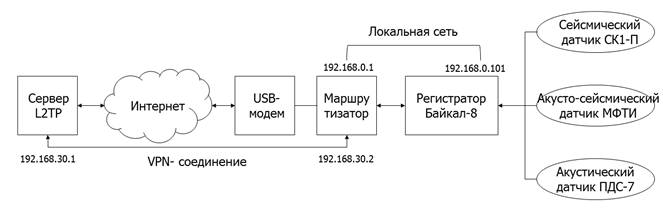 Локальная сеть
Сейсмический
датчик СК1-П
192.168.0.1
192.168.0.101
Сервер
L2TP
Интернет
USB-
модем
Маршру
тизатор
Регистратор
Байкал-8
Акусто-сейсмический
датчик МФТИ
192.168.30.1
VPN- соединение
192.168.30.2
Акустический
датчик ПДС-7